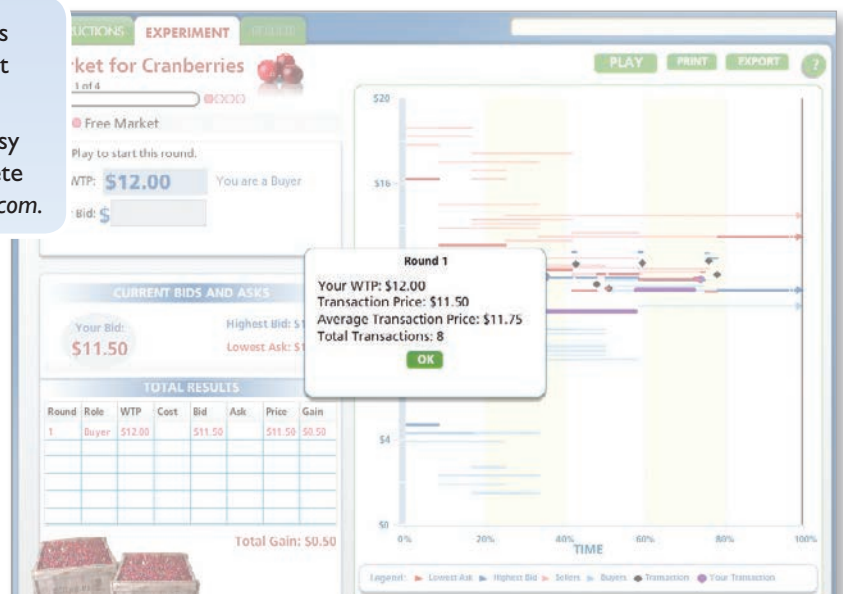 s
t
sy
ete
com.
UCTIONS
EXPERIMENT
ket for Cranberries
1 of 4
Free Market
Play to start this round.
WTP: $12.00
You are a Buyer
Bid: $
PLAY
PRINT
EXPORT
?
CURRENT BIDS AND ASKS
Your Bid:
$11.50
Highest Bid: $1
Lowest Ask: $1
TOTAL RESULTS
Round Role WTP Cost Bid Ask Price Gain
1 Buyer $12.00 $11.50 $11.50 $0.50
Total Gain: $0.50
Round 1
Your WTP: $12.00
Transaction Price: $11.50
Average Transaction Price: $11.75
Total Transactions: 8
OK
$20
$16
$4
$0
0% 20% 40% 60% 80% 100%
TIME
Legend: Lowest Ask Highest Bid Sellers Buyers Transaction Your Transaction